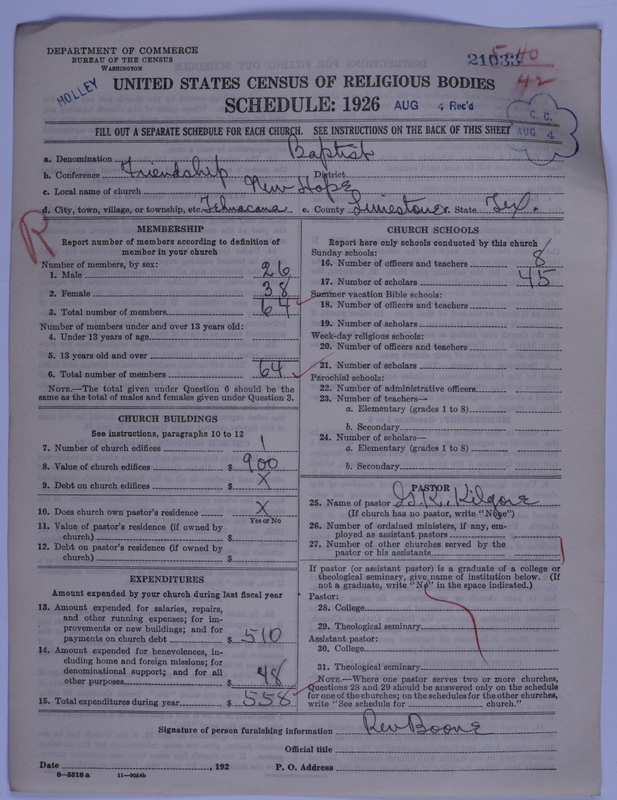 DEPARTMENT OF COMMERCE
BUREAU OF THE CENSUS
WASHINGTON
21033
5-40
42
HOLLEY
UNITED STATES CENSUS OF RELIGIOUS BODIES
SCHEDULE: 1926 AUG 4 Rec'd
C. C.
AUG 4
FILL OUT A SEPARATE SCHEDULE FOR EACH CHURCH. SEE INSTRUCTIONS ON THE BACK OF THIS SHEET
a. Denomination Baptist
b. Conference Friendship District
c. Local name of church New Hope
d. City, town, village, or township, etc. Tehuacana e. County Limestone State Tex.
R
MEMBERSHIP
Report number of members according to definition of
member in your church
Number of members, by sex:
1. Male 26
2. Female 38
3. Total number of members 64
Number of members under and over 13 years old:
4. Under 13 years of age
5. 13 years old and over
6. Total number of members 64
NOTE.—The total given under Question 6 should be
same as the total of males and females given under Question 3.
CHURCH BUILDINGS
See instructions, paragraphs 10 to 12
7. Number of church edifices 1
8. Value of church edifices $ 900
9. Debt on church edifices $ X
10. Does church own pastor's residence X
Yes or No
11. Value of pastor's residence (if owned by
church) $
12. Debt on pastor's residence (if owned by
church) $
EXPENDITURES
Amount expended by your church during last fiscal year
13. Amount expended for salaries, repairs,
and other running expenses; for im-
provements or new buildings; and for
payments on church debt $ 510
14. Amount expended for benevolences, in-
cluding home and foreign missions; for
denominational support; and for all
other purposes $ 48
15. Total expenditures during year $ 558
CHURCH SCHOOLS
Report here only schools conducted by this church
Sunday schools:
16. Number of officers and teachers 8
17. Number of scholars 45
Summer vacation Bible schools:
18. Number of officers and teachers
19. Number of scholars
Week-day religious schools:
20. Number of officers and teachers
21. Number of scholars
Parochial schools:
22. Number of administrative officers
23. Number of teachers—
a. Elementary (grades 1 to 8)
b. Secondary
24. Number of scholars—
a. Elementary (grades 1 to 8)
b. Secondary
PASTOR
25. Name of pastor G. K. Kilgore
(If church has no pastor, write "None")
26. Number of ordained ministers, if any, em-
ployed as assistant pastors
27. Number of other churches served by the
pastor or his assistants
If pastor (or assistant pastor) is a graduate of a college or
theological seminary, give name of institution below. (If
not a graduate, write "No" in the space indicated.)
Pastor:
28. College
29. Theological seminary
Assistant pastor:
30. College
31. Theological seminary
NOTE.—Where one pastor serves two or more churches,
Questions 28 and 29 should be answered only on the schedule
for one of the churches; on the schedules for the other churches,
write "See schedule for church."
Signature of person furnishing information Rev Boone
Official title
Date , 192 P. O. Address
8—5518 a 11—9024b